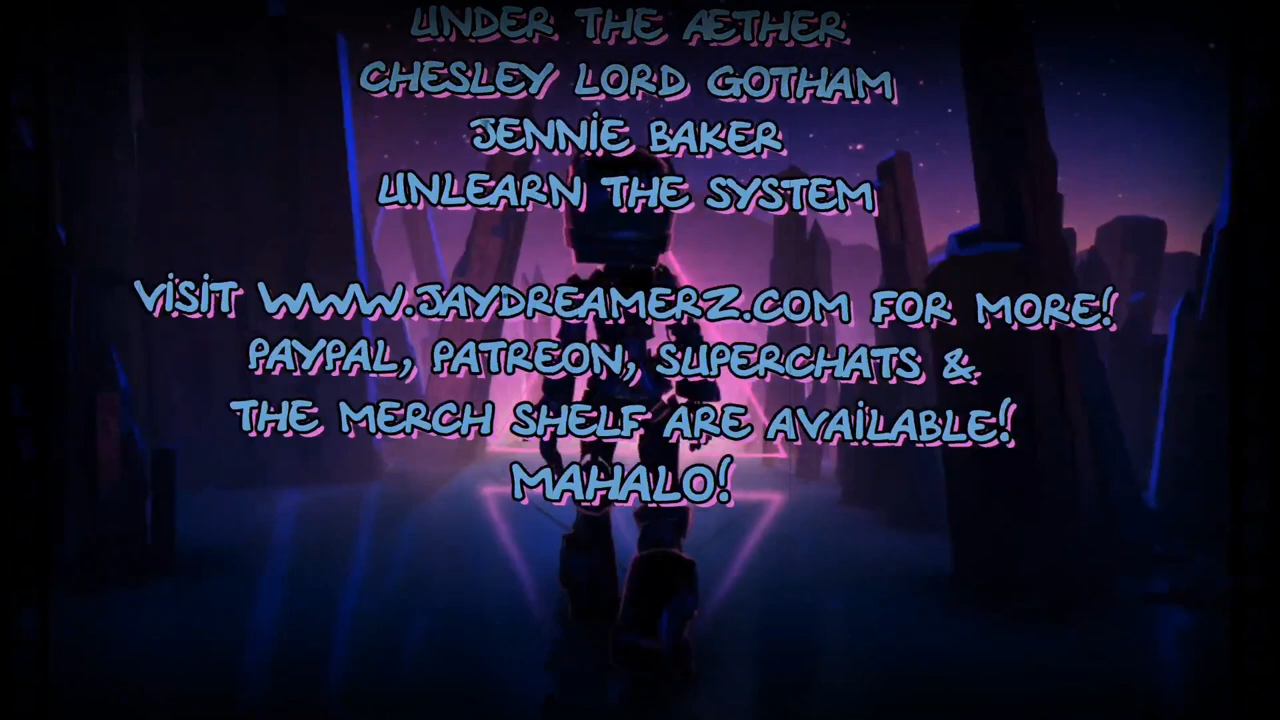 UNDER THE ÆTHER
CHESLEY LORD GOTHAM
JENNIE BAKER
UNLEARN THE SYSTEM
VISIT WWW.JAYDREAMERZ.COM FOR MORE!
PAYPAL, PATREON, SUPERCHATS &
THE MERCH SHELF ARE AVAILABLE!
MAHALO!